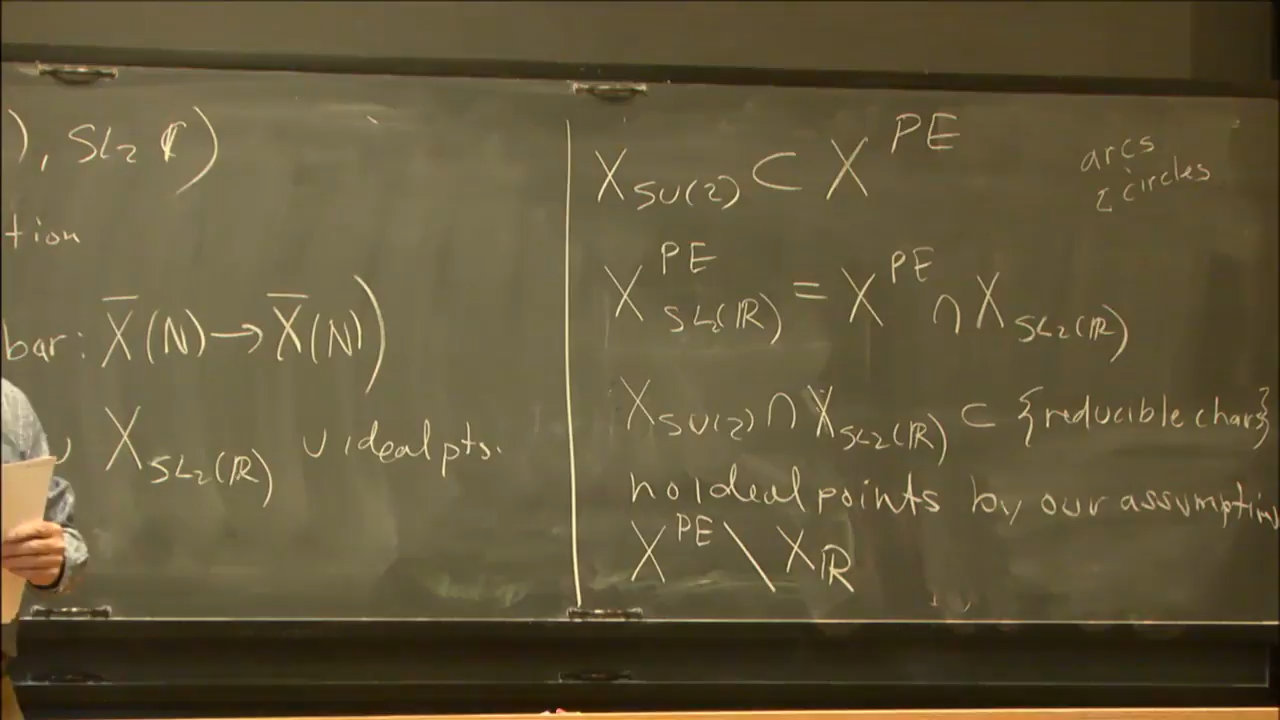 ), SL₂ ℂ)
tion
bar: X̅(N) → X̅(N))
X_{SL₂(ℝ)} ∪ ideal pts.
X_{SU(2)} ⊂ X^{PE}
arcs
2 circles
X^{PE}_{SL₂(ℝ)} = X^{PE} ∩ X_{SL₂(ℝ)}
X_{SU(2)} ∩ X_{SL₂(ℝ)} ⊂ {reducible chars}
no ideal points by our assumption
X^{PE} \ X_ℝ